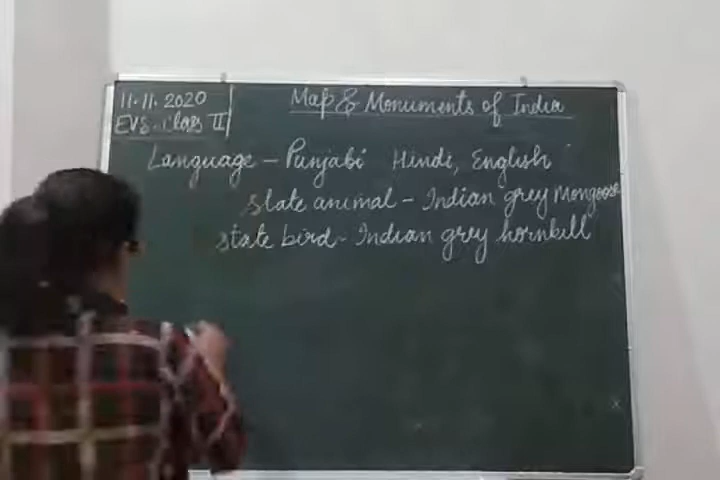 11.11.2020
EVS - Class II
Map & Monuments of India
Language - Punjabi Hindi, English
state animal - Indian grey Mongoose
state bird - Indian grey hornbill